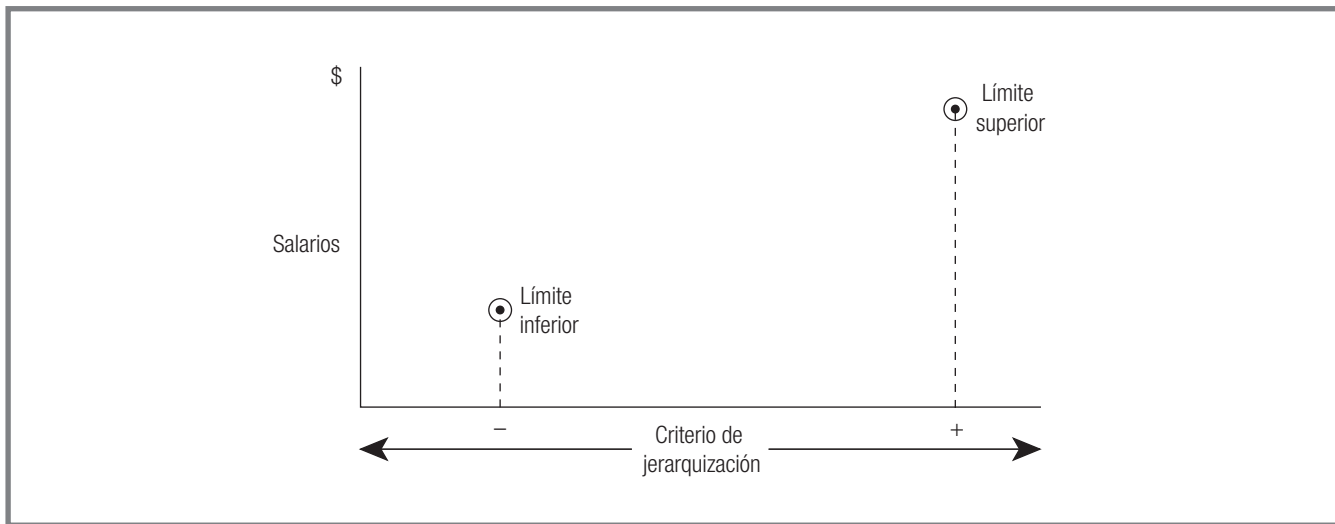 $
Límite
superior
Salarios
Límite
inferior
– +
Criterio de
jerarquización